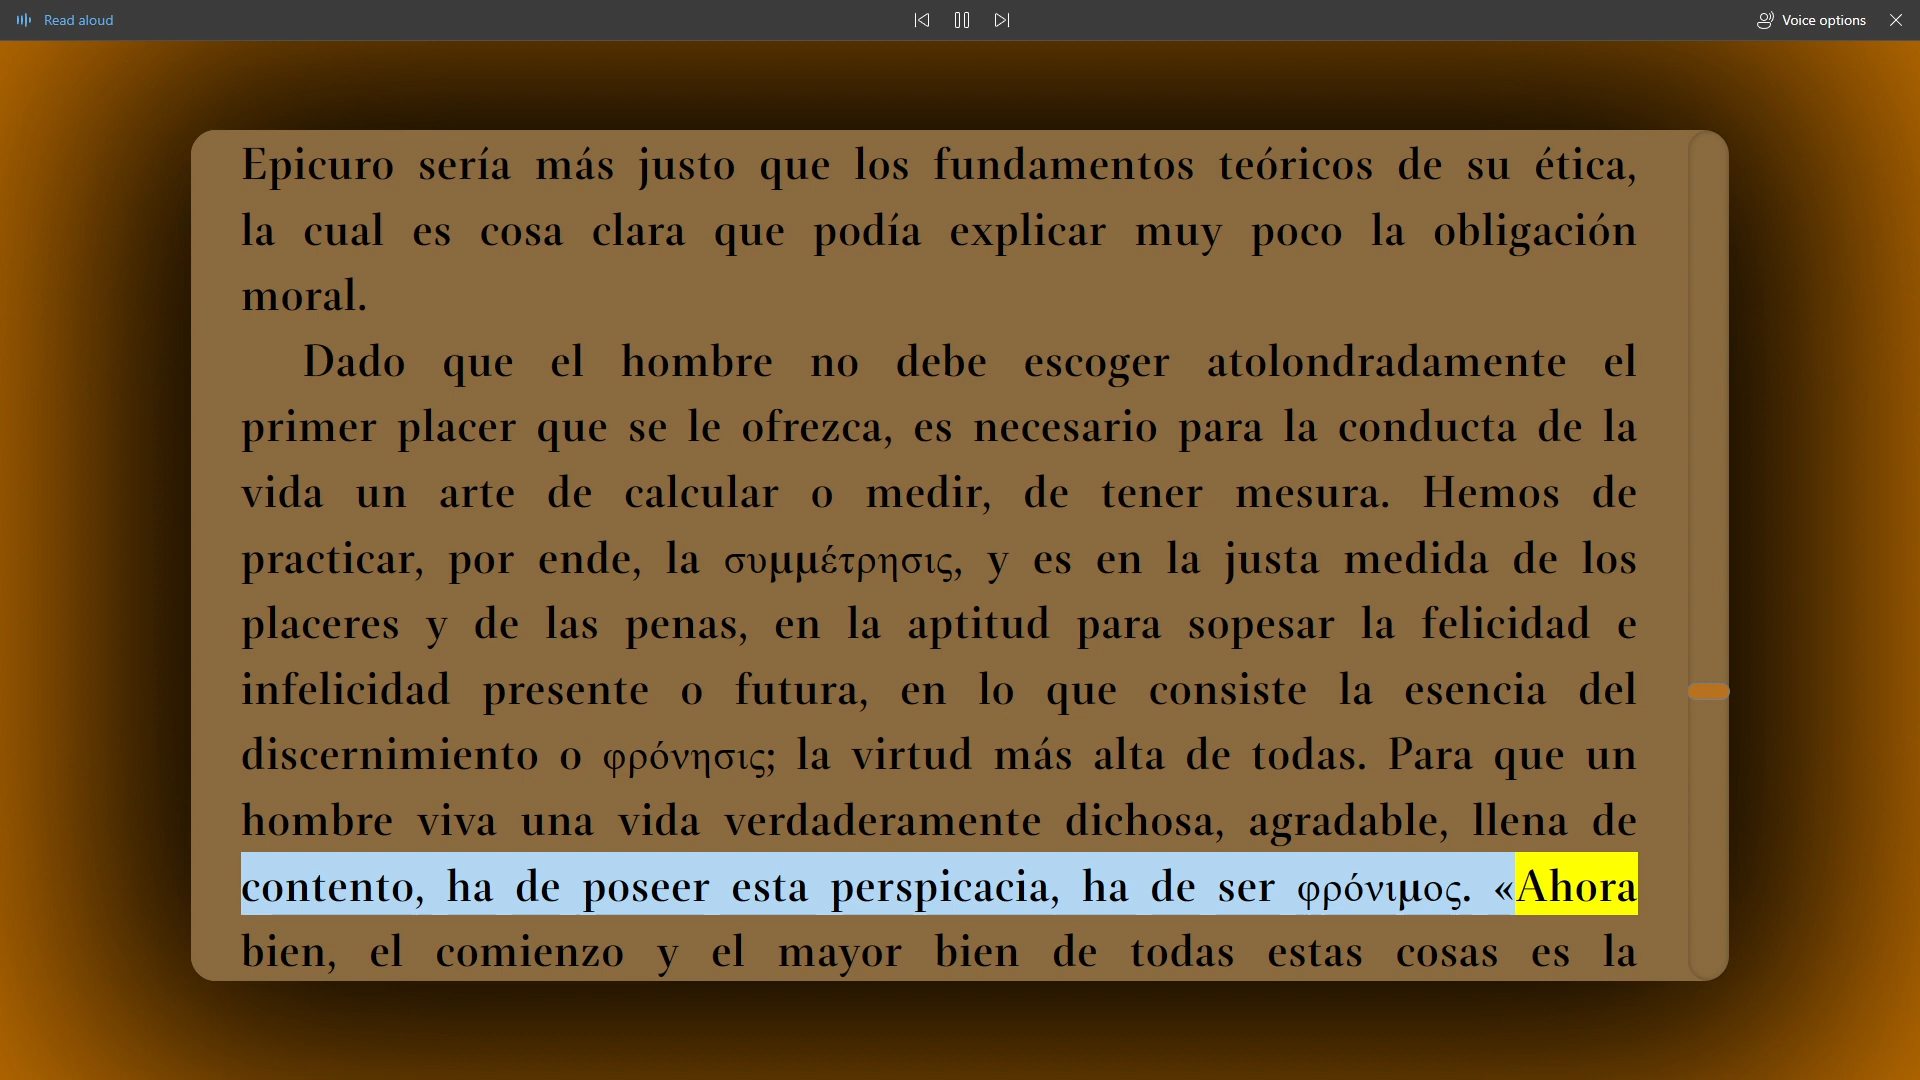 Read aloud
Voice options
Epicuro sería más justo que los fundamentos teóricos de su ética,
la cual es cosa clara que podía explicar muy poco la obligación
moral.
Dado que el hombre no debe escoger atolondradamente el
primer placer que se le ofrezca, es necesario para la conducta de la
vida un arte de calcular o medir, de tener mesura. Hemos de
practicar, por ende, la συμμέτρησις, y es en la justa medida de los
placeres y de las penas, en la aptitud para sopesar la felicidad e
infelicidad presente o futura, en lo que consiste la esencia del
discernimiento o φρόνησις; la virtud más alta de todas. Para que un
hombre viva una vida verdaderamente dichosa, agradable, llena de
contento, ha de poseer esta perspicacia, ha de ser φρόνιμος. «Ahora
bien, el comienzo y el mayor bien de todas estas cosas es la